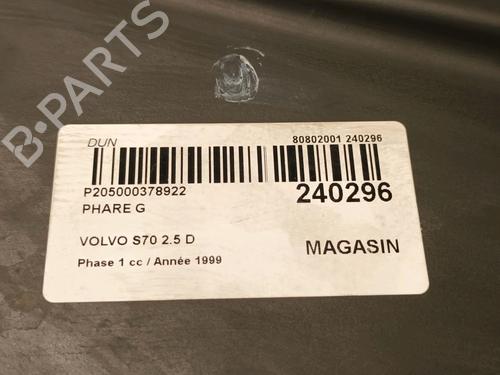 B-PARTS
DUN
80802001 240296
P205000378922
240296
PHARE G
VOLVO S70 2.5 D
MAGASIN
Phase 1 cc / Année 1999